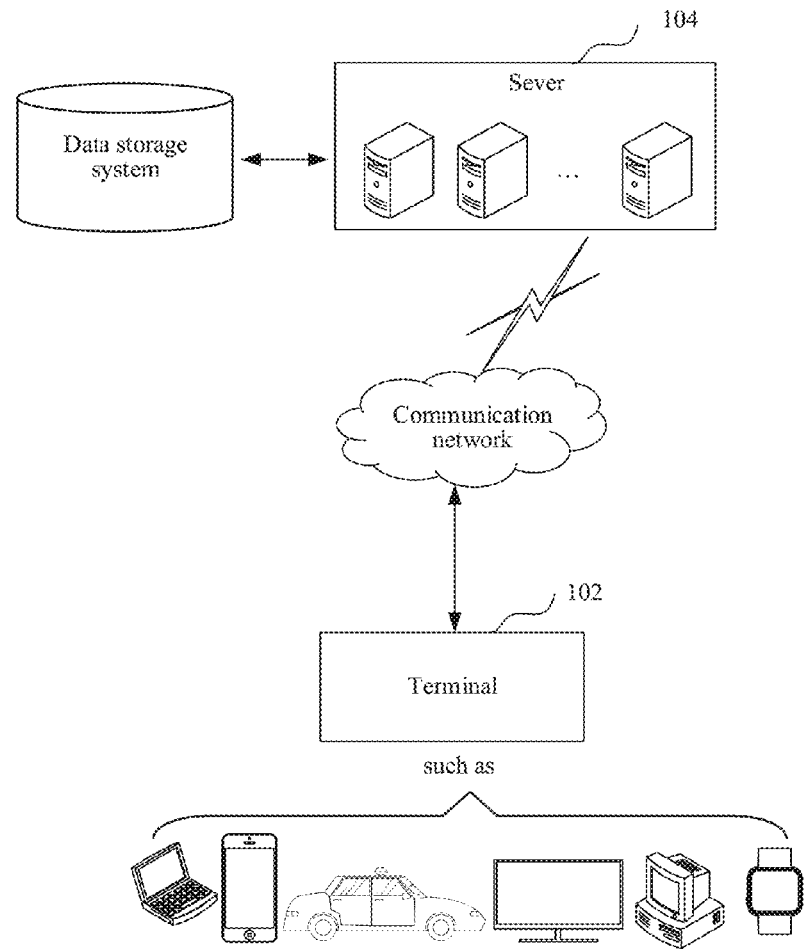 104
Sever
Data storage
system
...
Communication
network
102
Terminal
such as